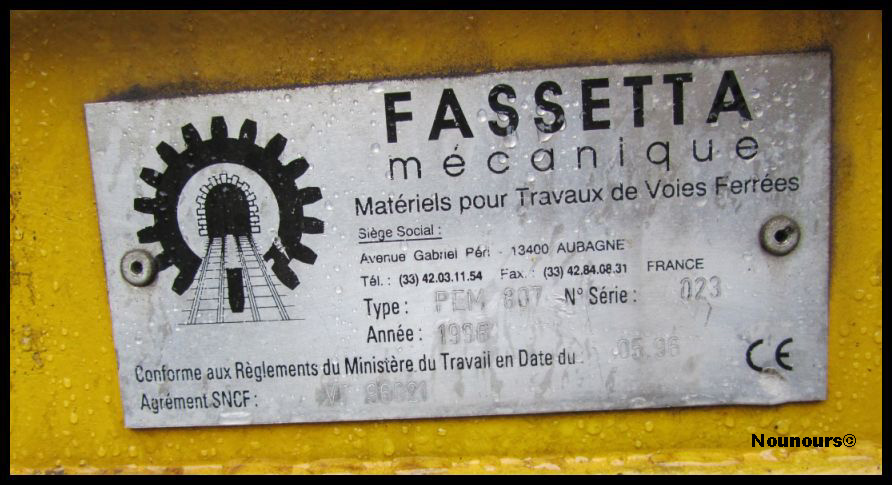 FASSETTA
mécanique
Matériels pour Travaux de Voies Ferrées
Siège Social :
Avenue Gabriel Péri - 13400 AUBAGNE
Tél. : (33) 42.03.11.54 Fax. : (33) 42.84.08.31 FRANCE
Type : PEM 807 N° Série : 023
Année : 1996
Conforme aux Règlements du Ministère du Travail en Date du : 05.96
Agrément SNCF :
CE
Nounours©